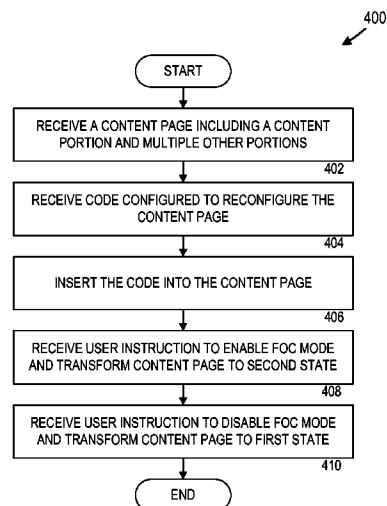 400
START
RECEIVE A CONTENT PAGE INCLUDING A CONTENT
PORTION AND MULTIPLE OTHER PORTIONS
402
RECEIVE CODE CONFIGURED TO RECONFIGURE THE
CONTENT PAGE
404
INSERT THE CODE INTO THE CONTENT PAGE
406
RECEIVE USER INSTRUCTION TO ENABLE FOC MODE
AND TRANSFORM CONTENT PAGE TO SECOND STATE
408
RECEIVE USER INSTRUCTION TO DISABLE FOC MODE
AND TRANSFORM CONTENT PAGE TO FIRST STATE
410
END